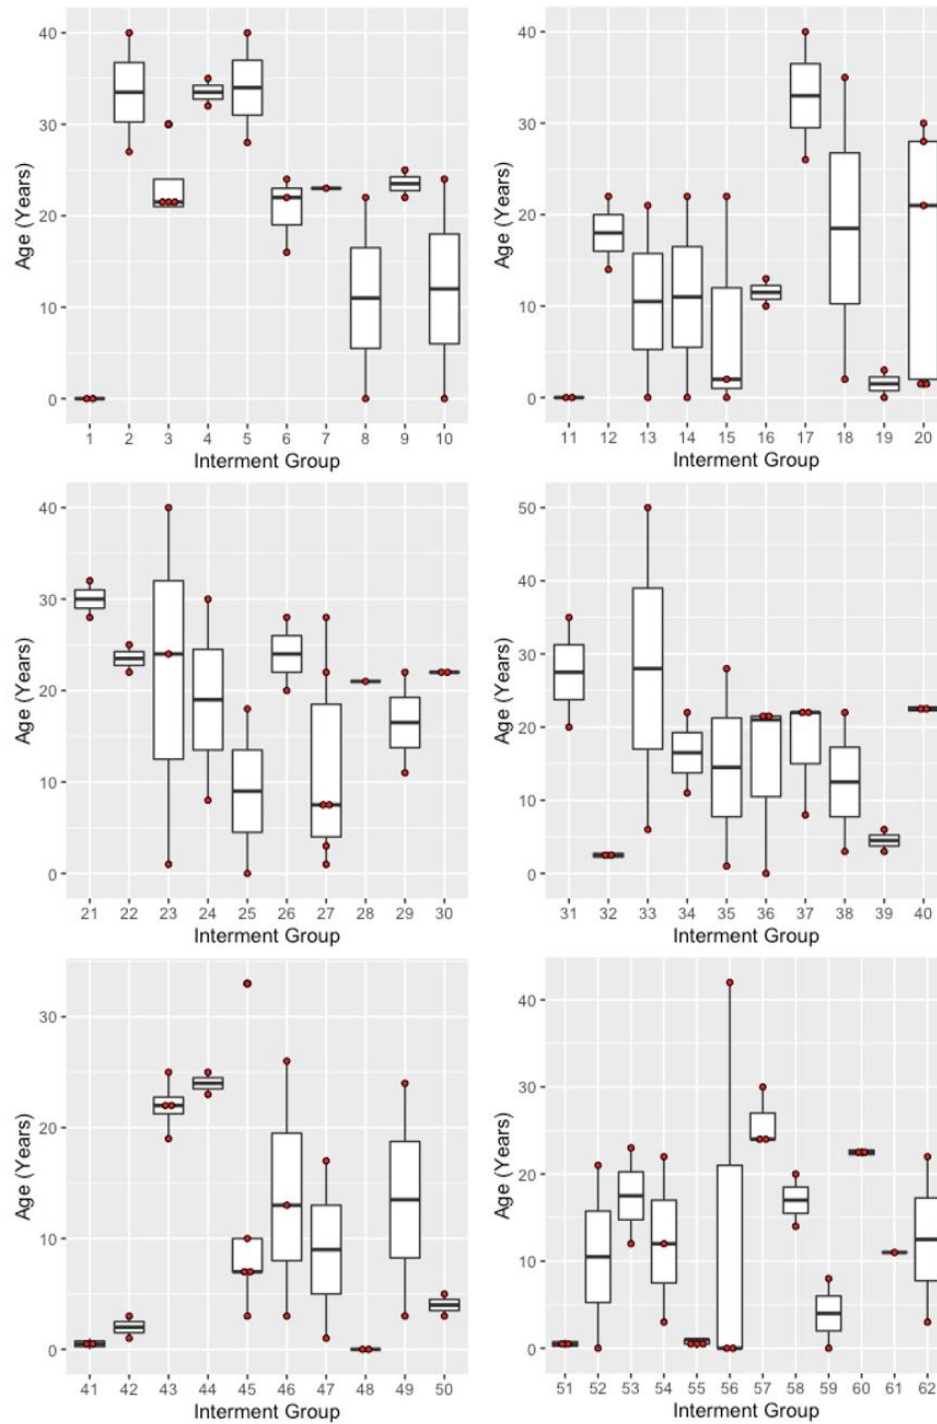 Age (Years)
40
30
20
10
0
1 2 3 4 5 6 7 8 9 10
Interment Group
Age (Years)
40
30
20
10
0
11 12 13 14 15 16 17 18 19 20
Interment Group
Age (Years)
40
30
20
10
0
21 22 23 24 25 26 27 28 29 30
Interment Group
Age (Years)
50
40
30
20
10
0
31 32 33 34 35 36 37 38 39 40
Interment Group
Age (Years)
30
20
10
0
41 42 43 44 45 46 47 48 49 50
Interment Group
Age (Years)
40
30
20
10
0
51 52 53 54 55 56 57 58 59 60 61 62
Interment Group